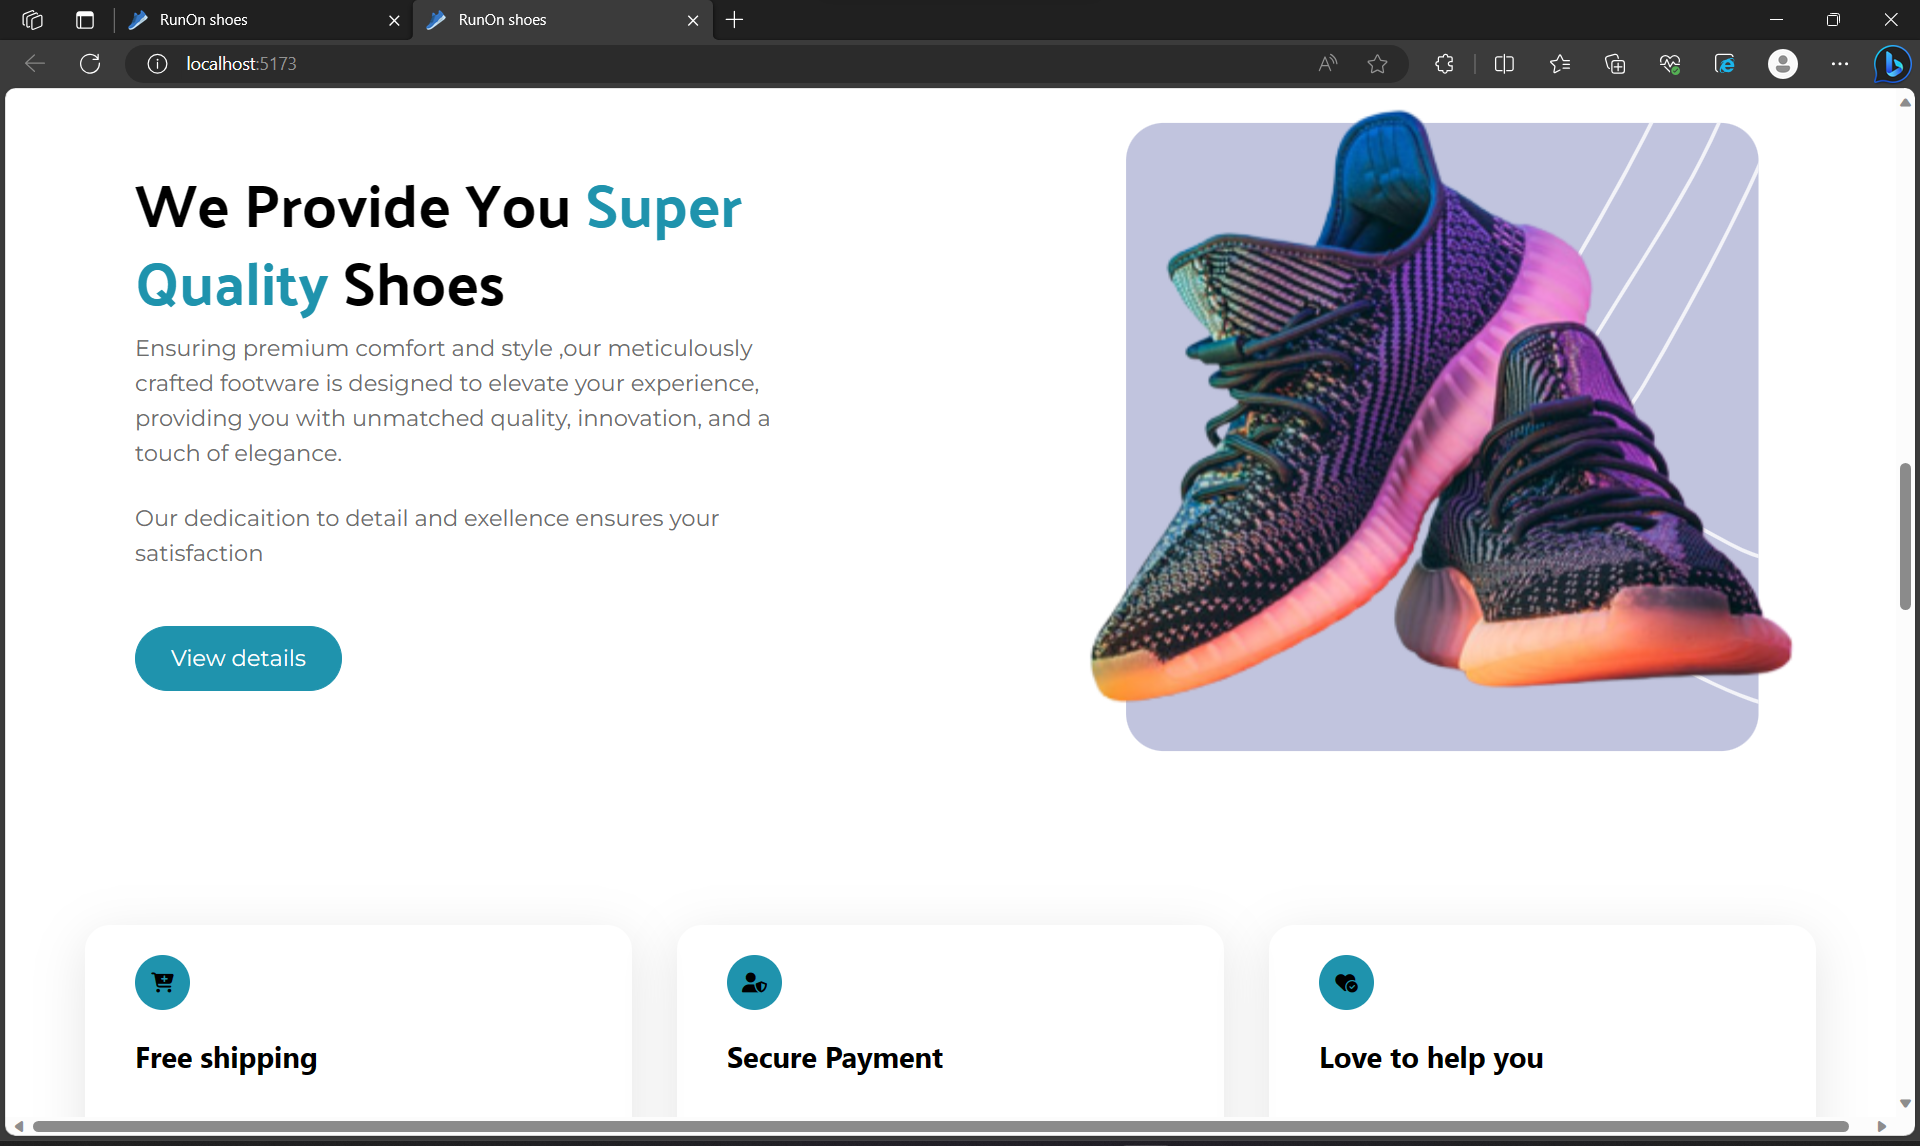 RunOn shoes
RunOn shoes
localhost:5173
We Provide You Super
Quality Shoes
Ensuring premium comfort and style ,our meticulously
crafted footware is designed to elevate your experience,
providing you with unmatched quality, innovation, and a
touch of elegance.
Our dedicaition to detail and exellence ensures your
satisfaction
View details
Free shipping
Secure Payment
Love to help you